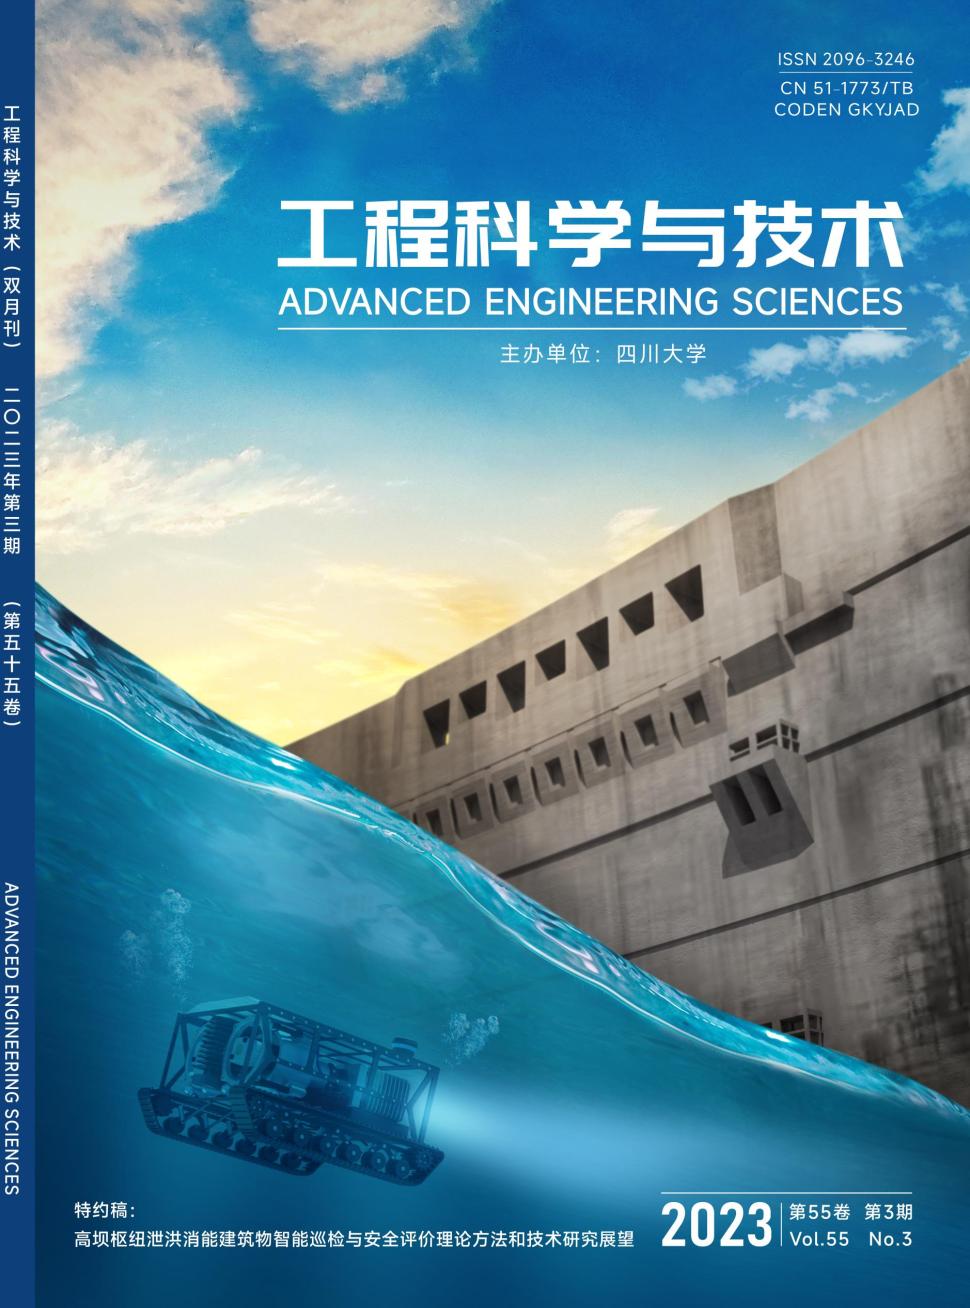 ISSN 2096-3246
CN 51-1773/TB
CODEN GKYJAD
工程科学与技术
ADVANCED ENGINEERING SCIENCES
主办单位：四川大学
工程科学与技术（双月刊） 二〇二三年第三期 （第五十五卷） ADVANCED ENGINEERING SCIENCES
特约稿：
高坝枢纽泄洪消能建筑物智能巡检与安全评价理论方法和技术研究展望
2023
第55卷 第3期
Vol.55 No.3